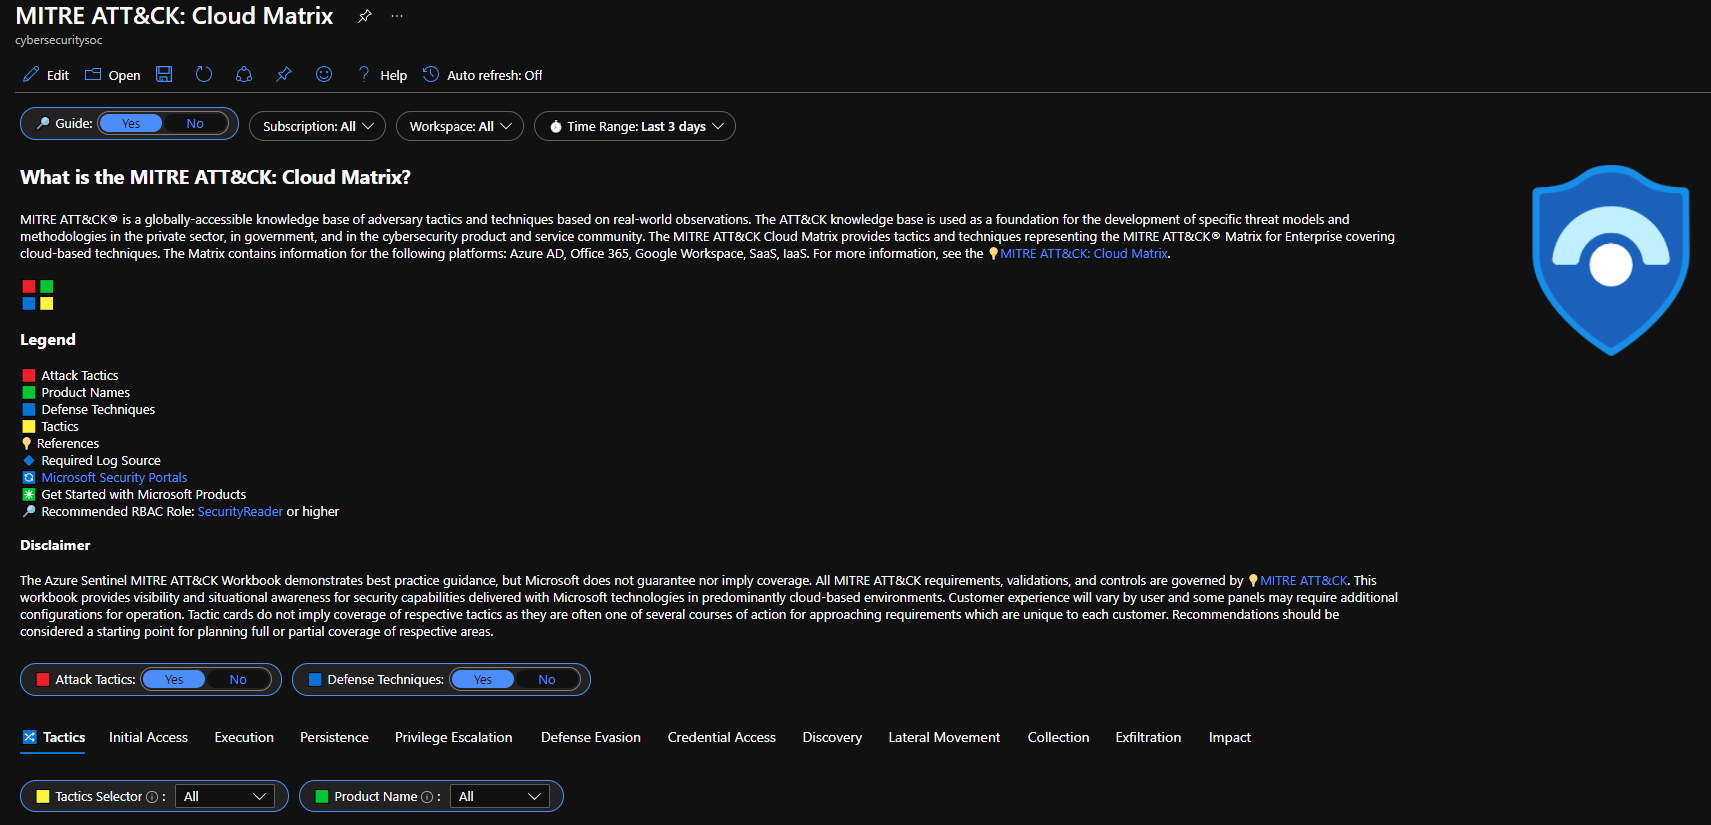 MITRE ATT&CK: Cloud Matrix
cybersecuritysoc
Edit Open Help Auto refresh: Off
Guide: Yes No Subscription: All Workspace: All Time Range: Last 3 days
What is the MITRE ATT&CK: Cloud Matrix?
MITRE ATT&CK® is a globally-accessible knowledge base of adversary tactics and techniques based on real-world observations. The ATT&CK knowledge base is used as a foundation for the development of specific threat models and
methodologies in the private sector, in government, and in the cybersecurity product and service community. The MITRE ATT&CK Cloud Matrix provides tactics and techniques representing the MITRE ATT&CK® Matrix for Enterprise covering
cloud-based techniques. The Matrix contains information for the following platforms: Azure AD, Office 365, Google Workspace, SaaS, IaaS. For more information, see the MITRE ATT&CK: Cloud Matrix.
Legend
Attack Tactics
Product Names
Defense Techniques
Tactics
References
Required Log Source
Microsoft Security Portals
Get Started with Microsoft Products
Recommended RBAC Role: SecurityReader or higher
Disclaimer
The Azure Sentinel MITRE ATT&CK Workbook demonstrates best practice guidance, but Microsoft does not guarantee nor imply coverage. All MITRE ATT&CK requirements, validations, and controls are governed by MITRE ATT&CK. This
workbook provides visibility and situational awareness for security capabilities delivered with Microsoft technologies in predominantly cloud-based environments. Customer experience will vary by user and some panels may require additional
configurations for operation. Tactic cards do not imply coverage of respective tactics as they are often one of several courses of action for approaching requirements which are unique to each customer. Recommendations should be
considered a starting point for planning full or partial coverage of respective areas.
Attack Tactics: Yes No Defense Techniques: Yes No
Tactics Initial Access Execution Persistence Privilege Escalation Defense Evasion Credential Access Discovery Lateral Movement Collection Exfiltration Impact
Tactics Selector : All Product Name : All